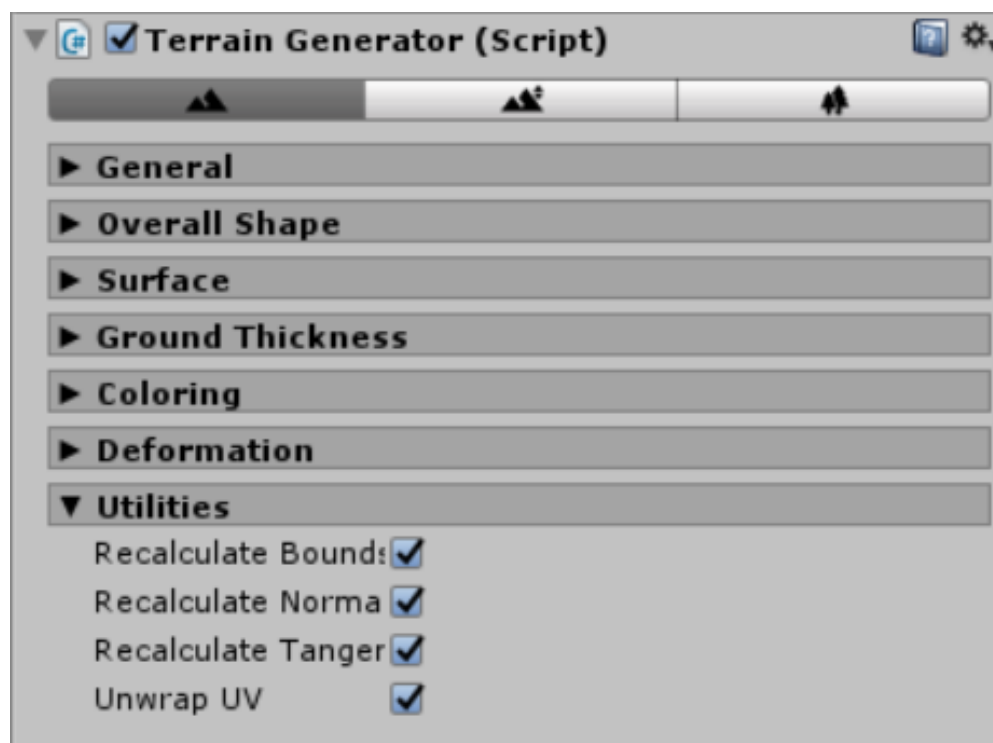 Terrain Generator (Script)
General
Overall Shape
Surface
Ground Thickness
Coloring
Deformation
Utilities
Recalculate Bounds
Recalculate Norma
Recalculate Tanger
Unwrap UV